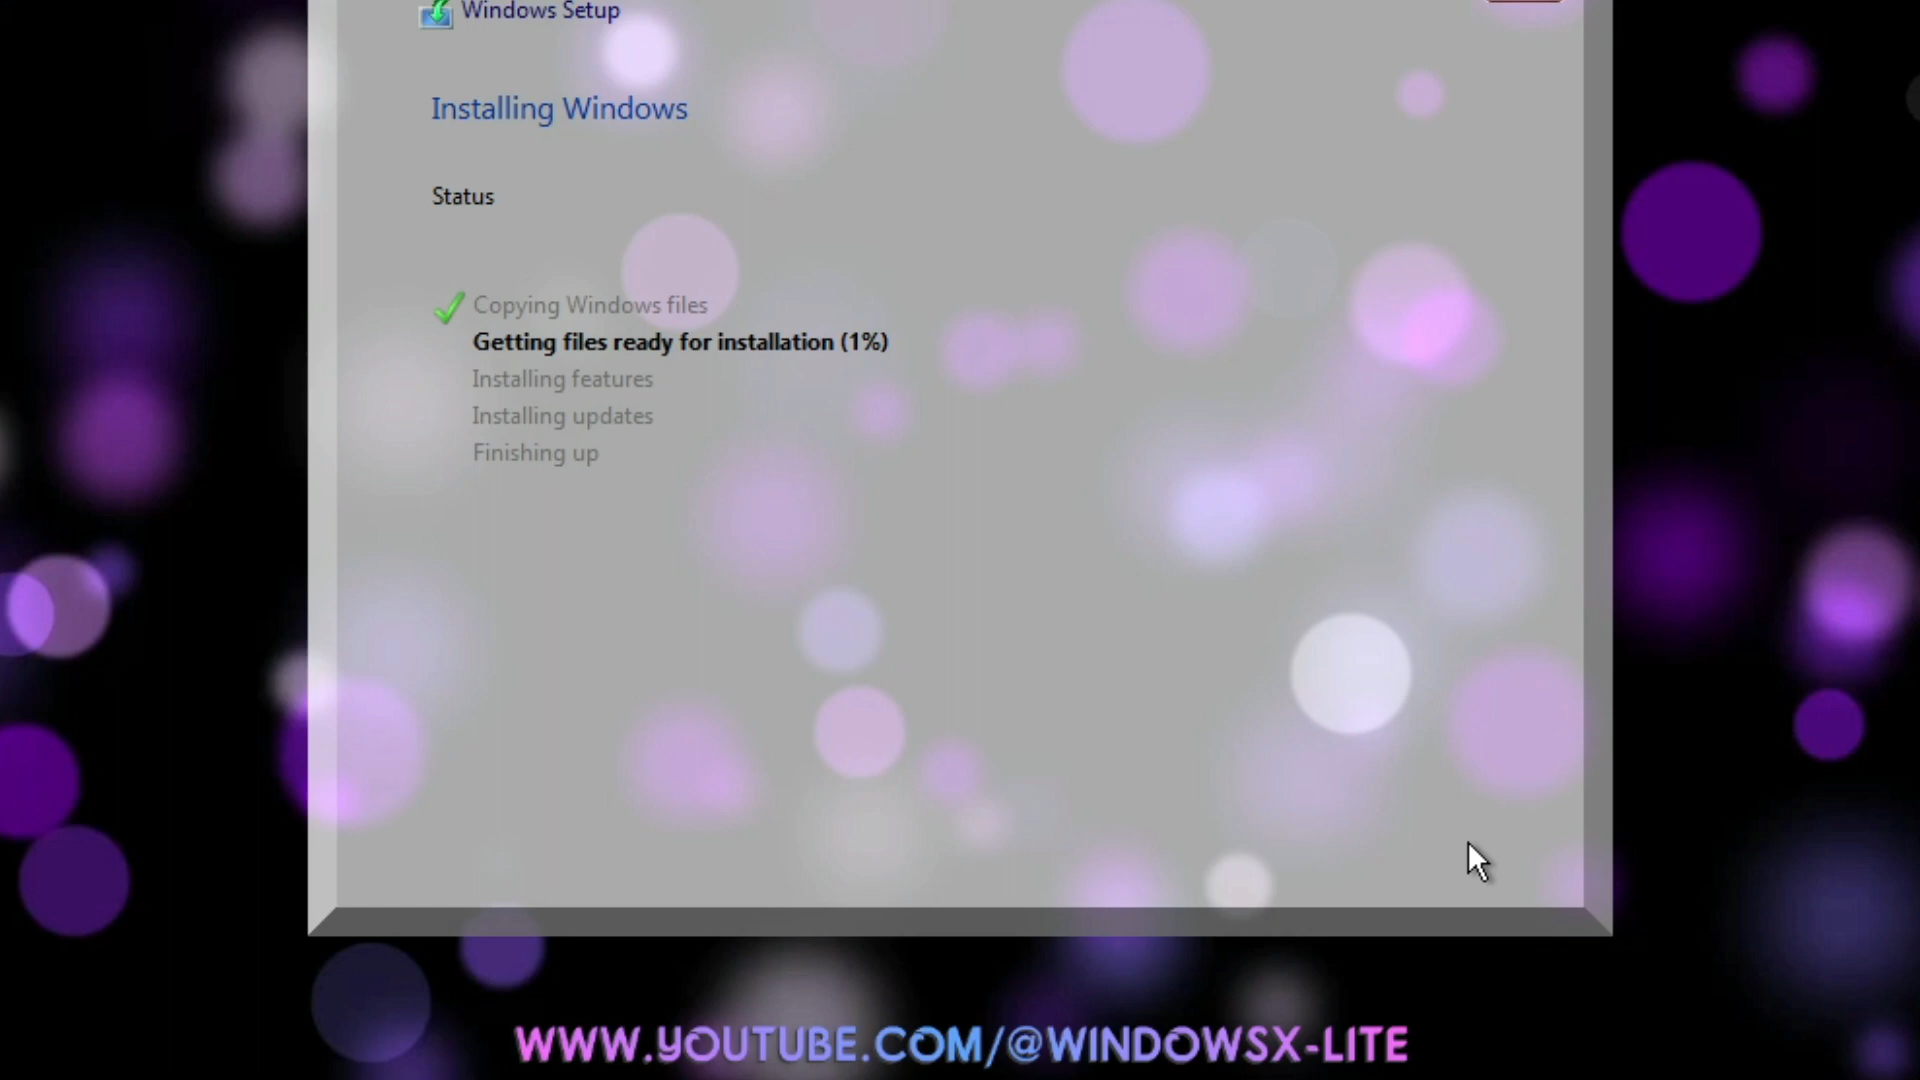 Windows Setup
Installing Windows
Status
Copying Windows files
Getting files ready for installation (1%)
Installing features
Installing updates
Finishing up
WWW.YOUTUBE.COM/@WINDOWSX-LITE